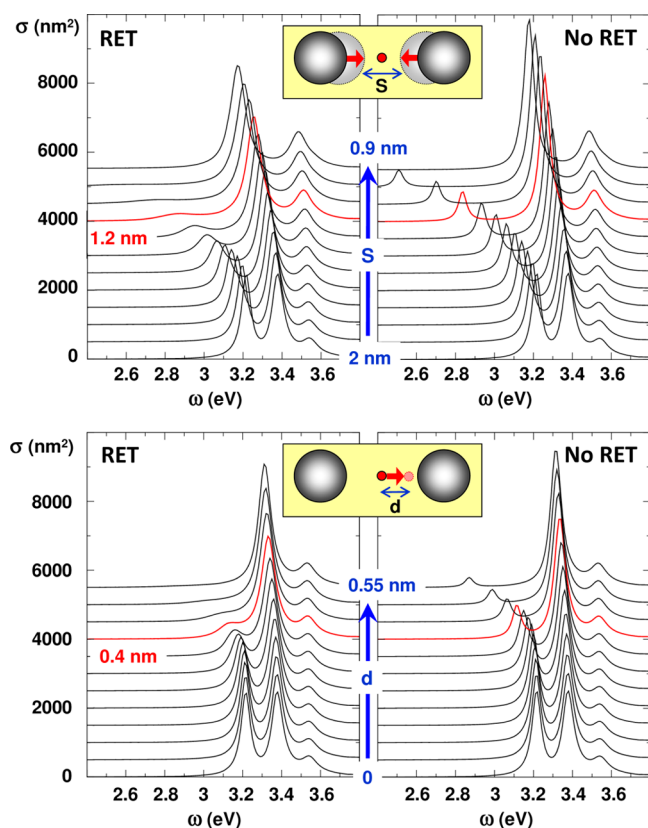 σ (nm²)
RET
No RET
S
8000
6000
4000
2000
0
0.9 nm
1.2 nm
S
2 nm
2.6 3 3.2 3.4 3.6
2.6 2.8 3 3.2 3.4 3.6
ω (eV)
ω (eV)
σ (nm²)
RET
No RET
d
8000
6000
4000
2000
0
0.55 nm
0.4 nm
d
0
2.6 2.8 3 3.2 3.4 3.6
2.6 2.8 3 3.2 3.4 3.6
ω (eV)
ω (eV)